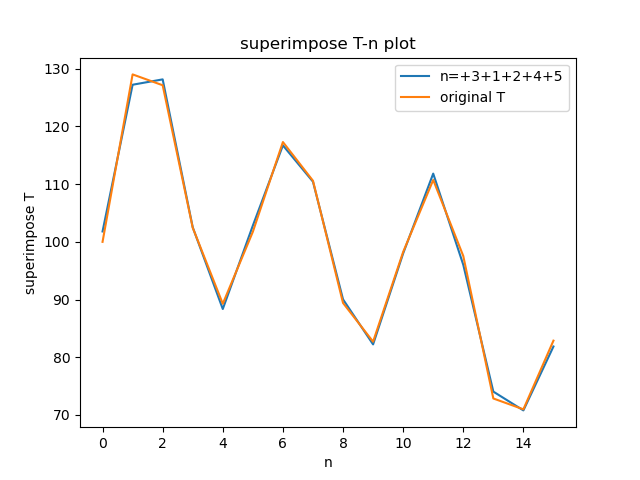 superimpose T-n plot
n=+3+1+2+4+5
original T
superimpose T
130
120
110
100
90
80
70
0 2 4 6 8 10 12 14
n